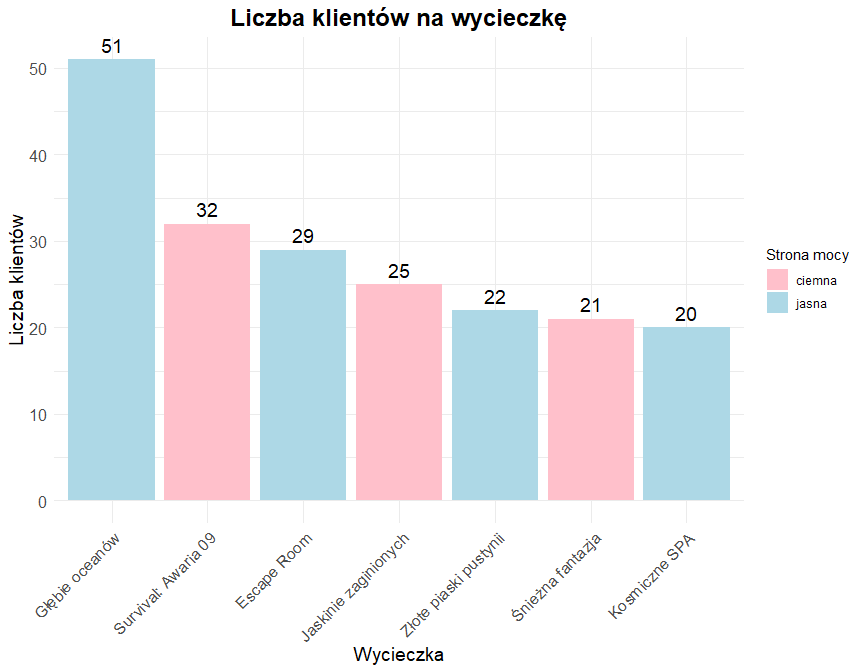 Liczba klientów na wycieczkę
Liczba klientów
50
40
30
20
10
0
51
32
29
25
22
21
20
Głębie oceanów
Survival: Awaria 09
Escape Room
Jaskinie zaginionych
Złote piaski pustynii
Śnieżna fantazja
Kosmiczne SPA
Wycieczka
Strona mocy
ciemna
jasna